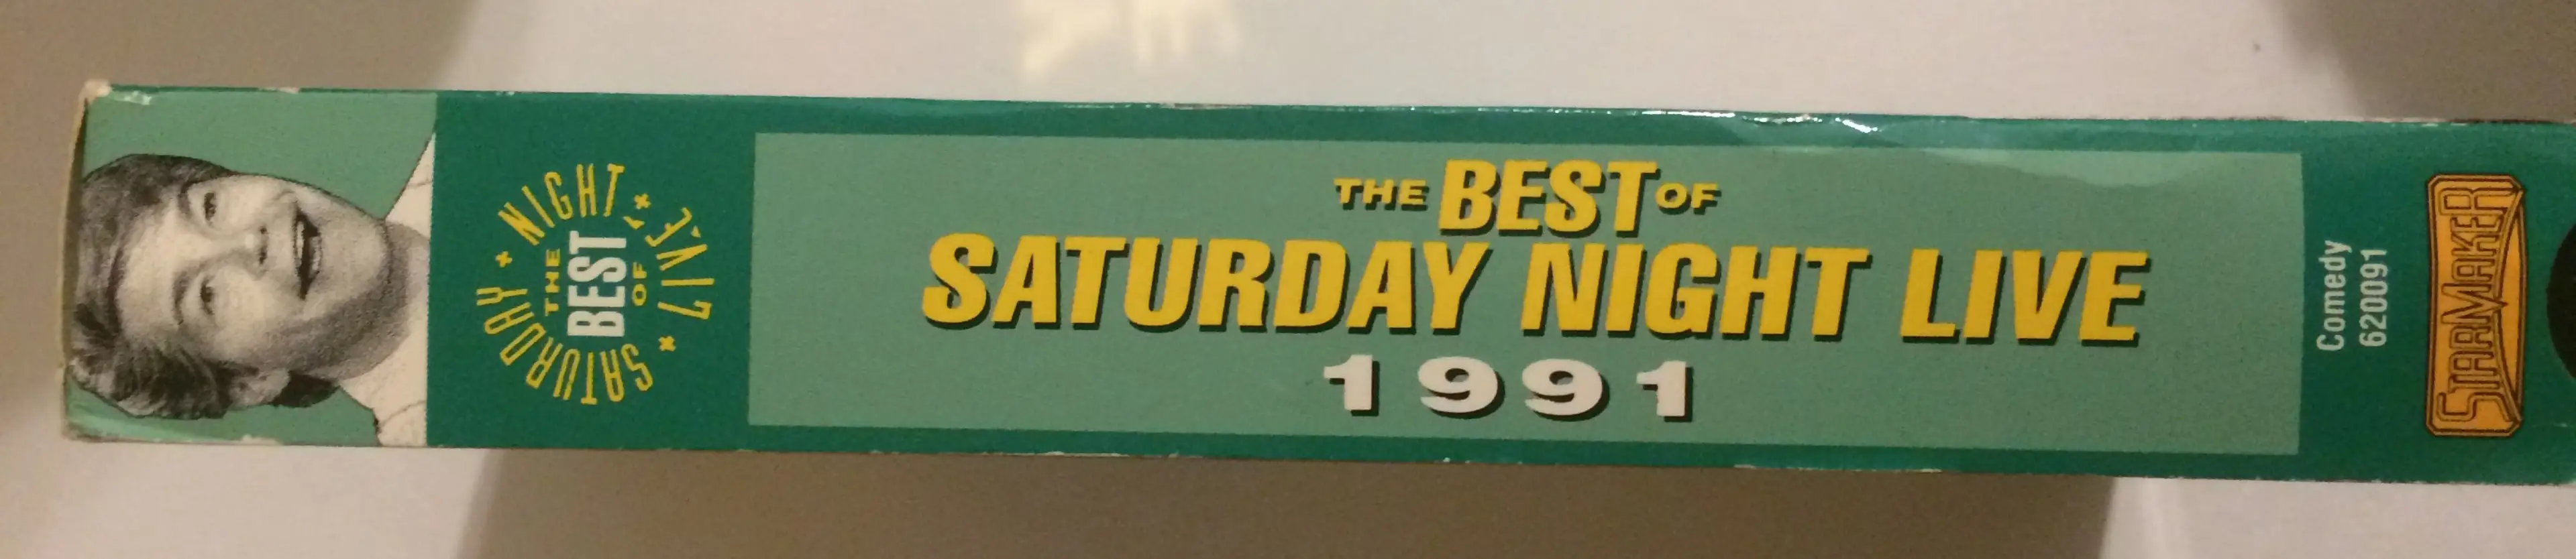 SATURDAY NIGHT LIVE
THE
BEST
OF
THE BEST OF
SATURDAY NIGHT LIVE
1991
Comedy
620091
STARMAKER